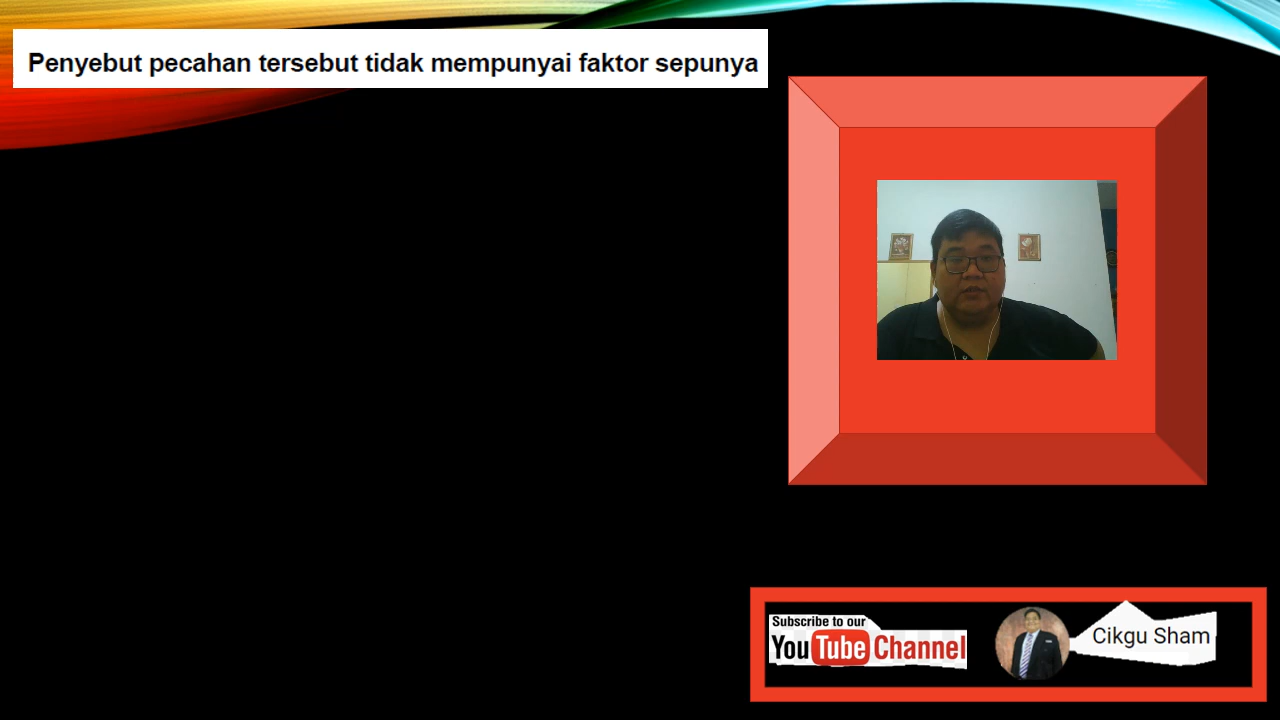 Penyebut pecahan tersebut tidak mempunyai faktor sepunya
Subscribe to our
YouTube Channel
Cikgu Sham